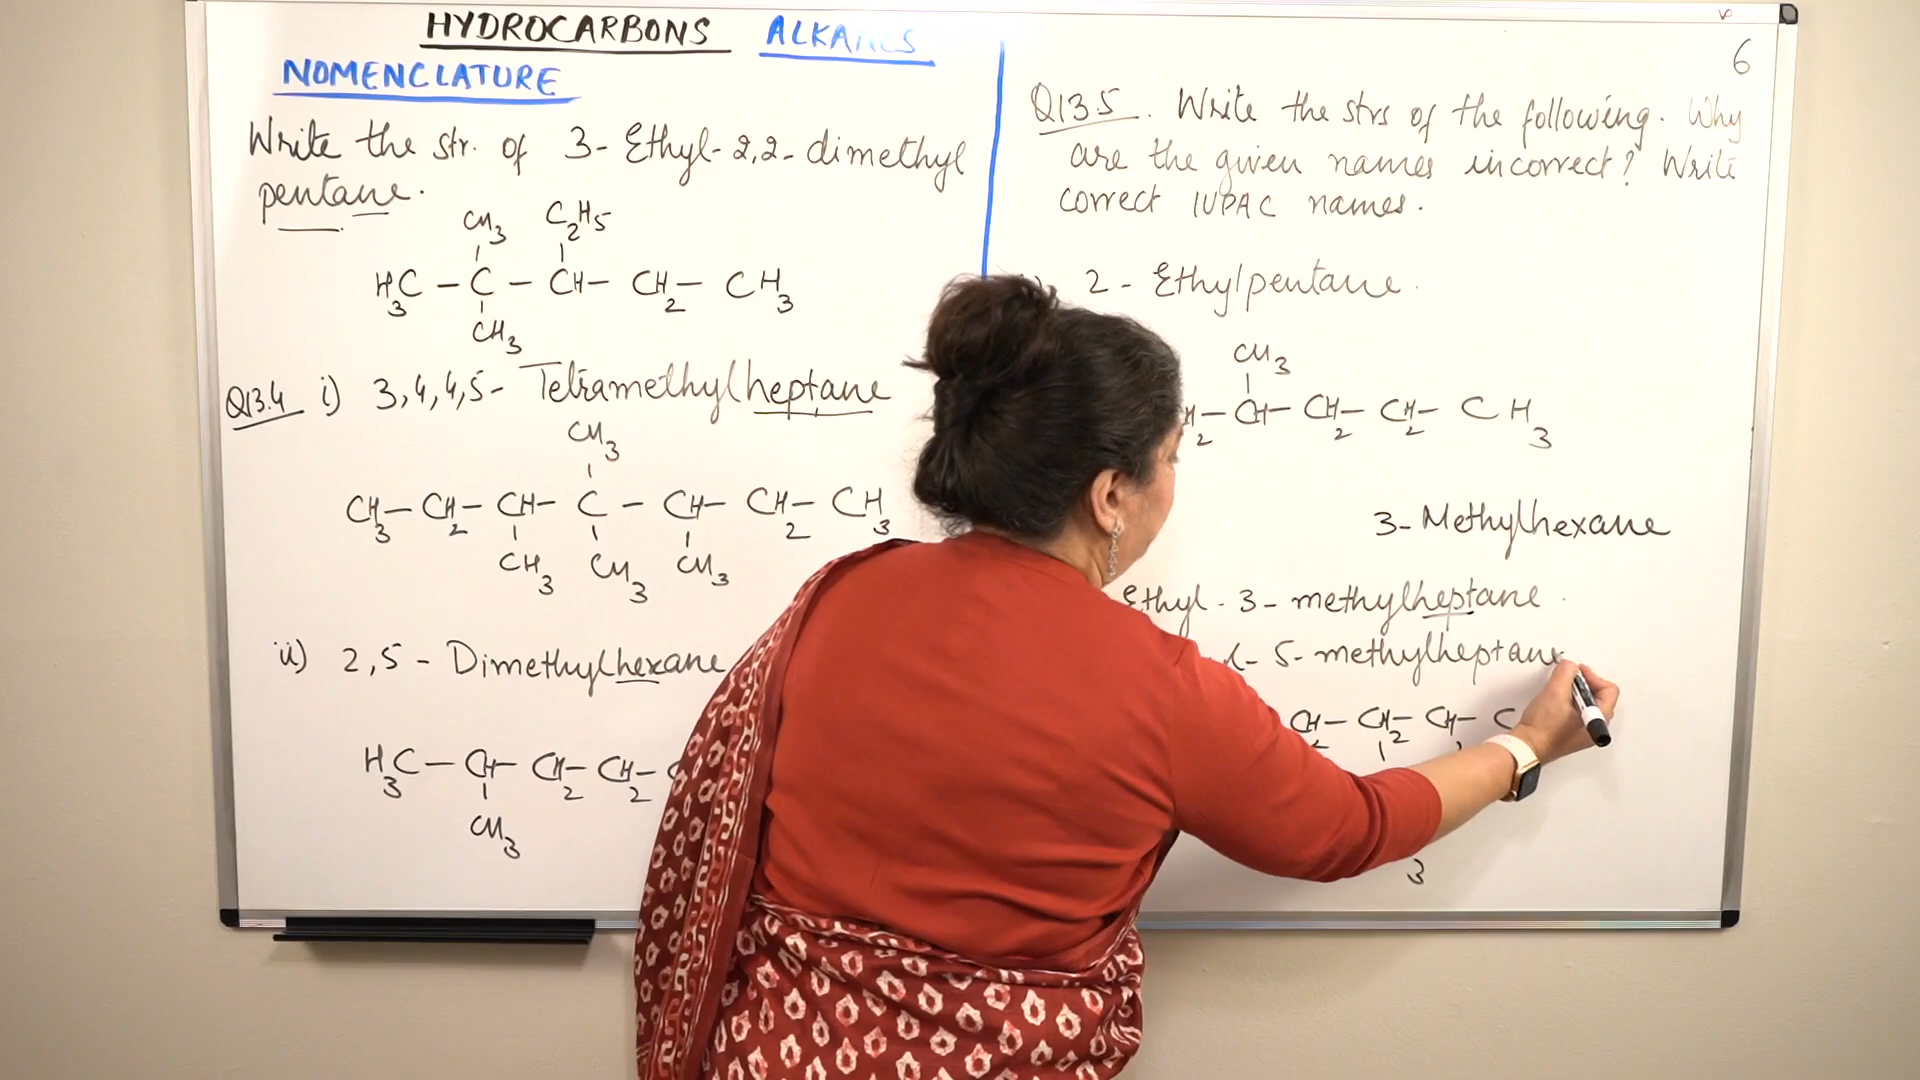 HYDROCARBONS ALKANES
NOMENCLATURE
Write the str. of 3-Ethyl-2,2-dimethyl
pentane.
CH3 C2H5
H3C - C - CH - CH2 - CH3
CH3
Q13.4 i) 3,4,4,5- Tetramethylheptane
CH3
CH3 - CH2 - CH - C - CH - CH2 - CH3
CH3 CH3 CH3
ii) 2,5 - Dimethylhexane
H3C - CH - CH2 - CH2 -
CH3
6
Q13.5. Write the strs of the following. Why
are the given names incorrect? Write
correct IUPAC names.
2 - Ethylpentane.
CH3
H2 - CH - CH2 - CH2 - CH3
3-Methylhexane
Ethyl-3-methylheptane.
5-methylheptane
CH2 - CH2 - CH - C
3